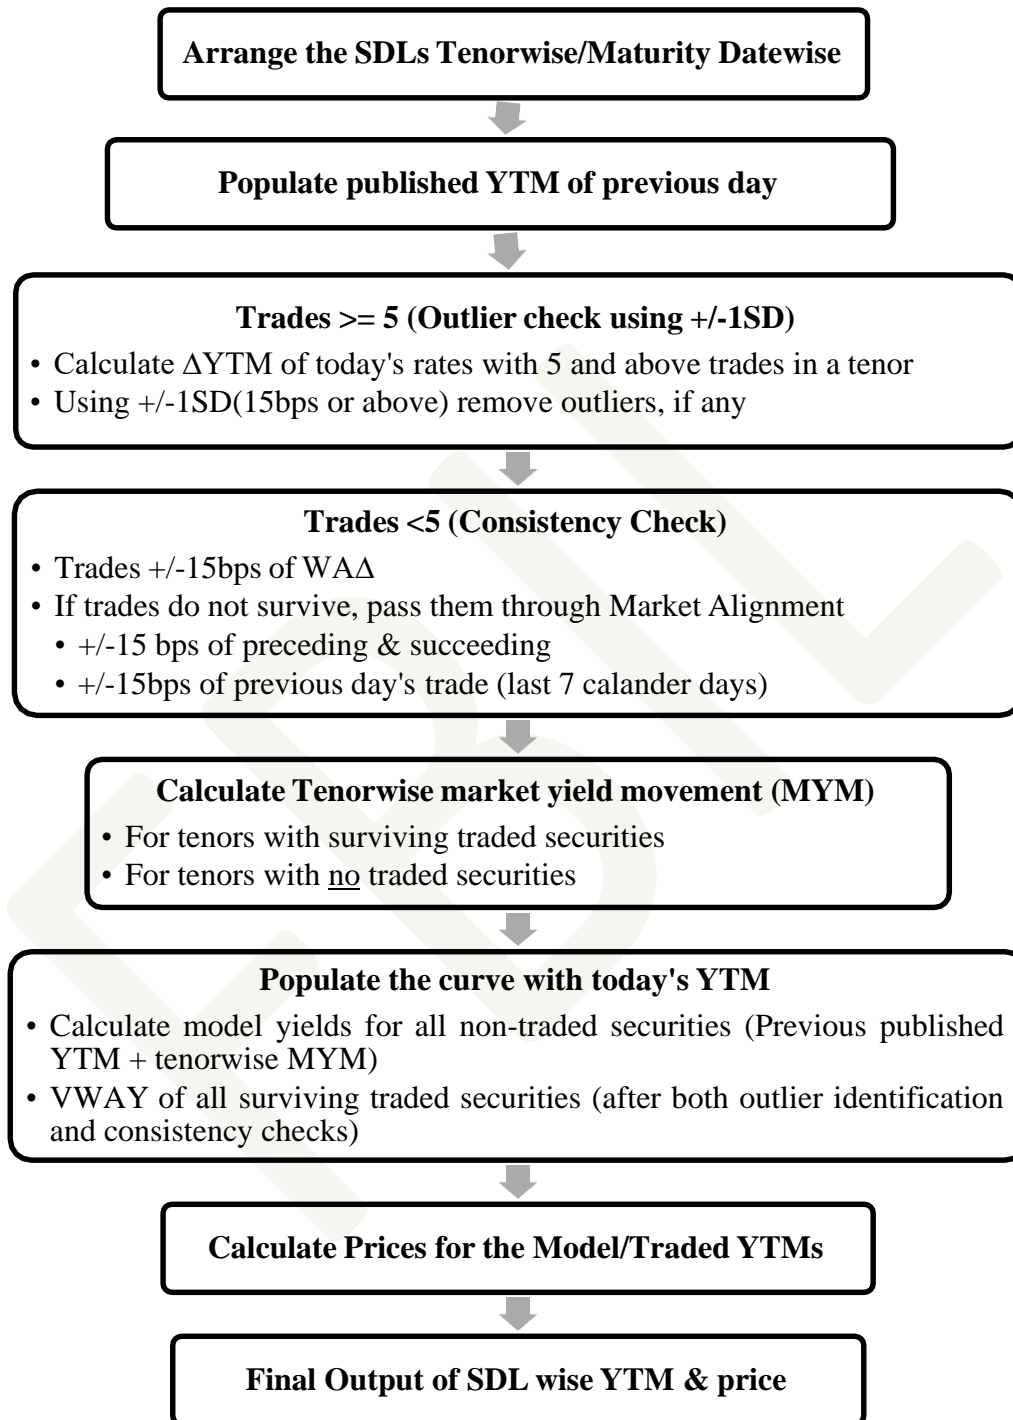 Arrange the SDLs Tenorwise/Maturity Datewise
Populate published YTM of previous day
Trades >= 5 (Outlier check using +/-1SD)
• Calculate ΔYTM of today's rates with 5 and above trades in a tenor
• Using +/-1SD(15bps or above) remove outliers, if any
Trades <5 (Consistency Check)
• Trades +/-15bps of WAΔ
• If trades do not survive, pass them through Market Alignment
• +/-15 bps of preceding & succeeding
• +/-15bps of previous day's trade (last 7 calander days)
Calculate Tenorwise market yield movement (MYM)
• For tenors with surviving traded securities
• For tenors with no traded securities
Populate the curve with today's YTM
• Calculate model yields for all non-traded securities (Previous published
YTM + tenorwise MYM)
• VWAY of all surviving traded securities (after both outlier identification
and consistency checks)
Calculate Prices for the Model/Traded YTMs
Final Output of SDL wise YTM & price
FBIL